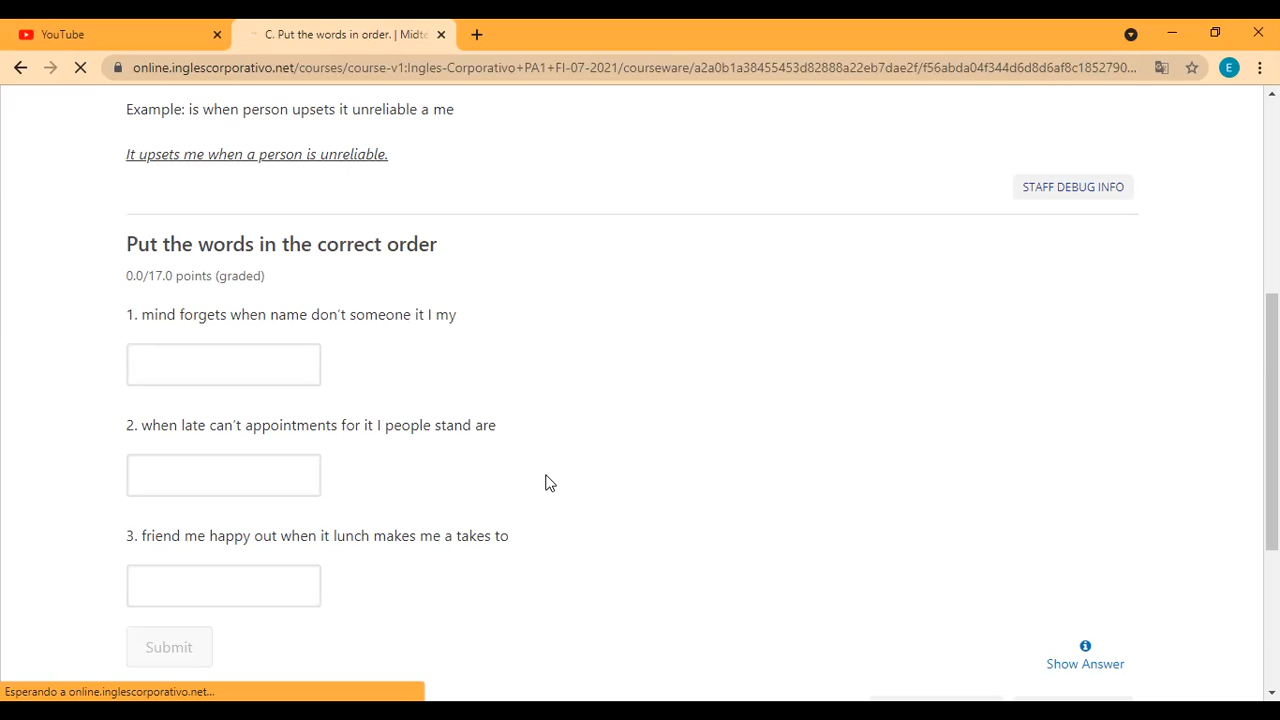 YouTube
C. Put the words in order. | Midte
online.inglescorporativo.net/courses/course-v1:Ingles-Corporativo+PA1+FI-07-2021/courseware/a2a0b1a38455453d82888a22eb7dae2f/f56abda04f344d6d8d6af8c1852790...
E
Example: is when person upsets it unreliable a me
It upsets me when a person is unreliable.
STAFF DEBUG INFO
Put the words in the correct order
0.0/17.0 points (graded)
1. mind forgets when name don't someone it I my
2. when late can't appointments for it I people stand are
3. friend me happy out when it lunch makes me a takes to
Submit
Show Answer
Esperando a online.inglescorporativo.net...